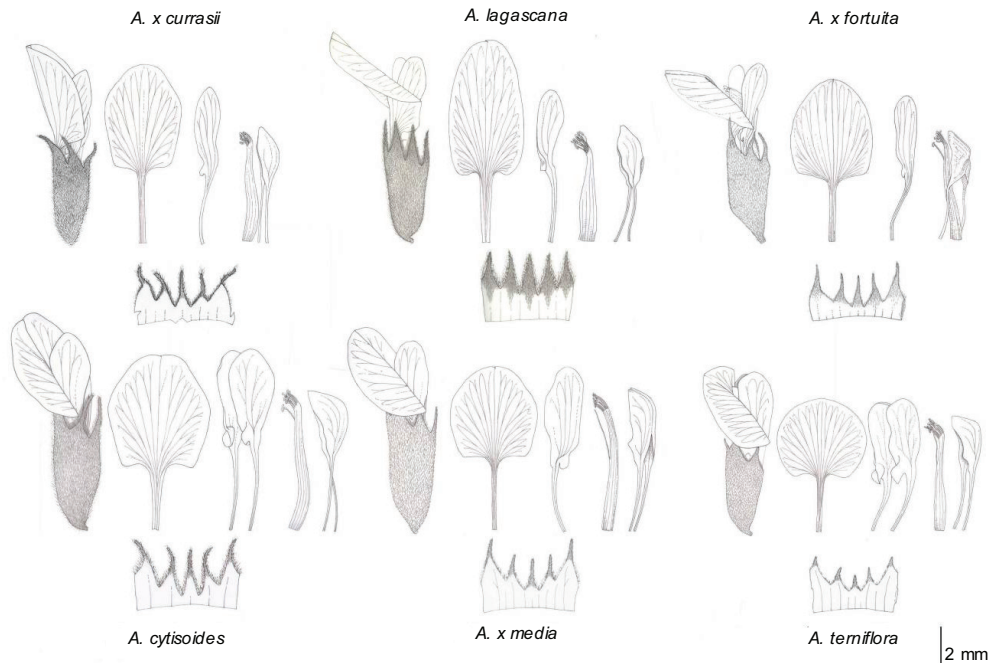 A. x currasii
A. lagascana
A. x fortuita
A. cytisoides
A. x media
A. terniflora
2 mm